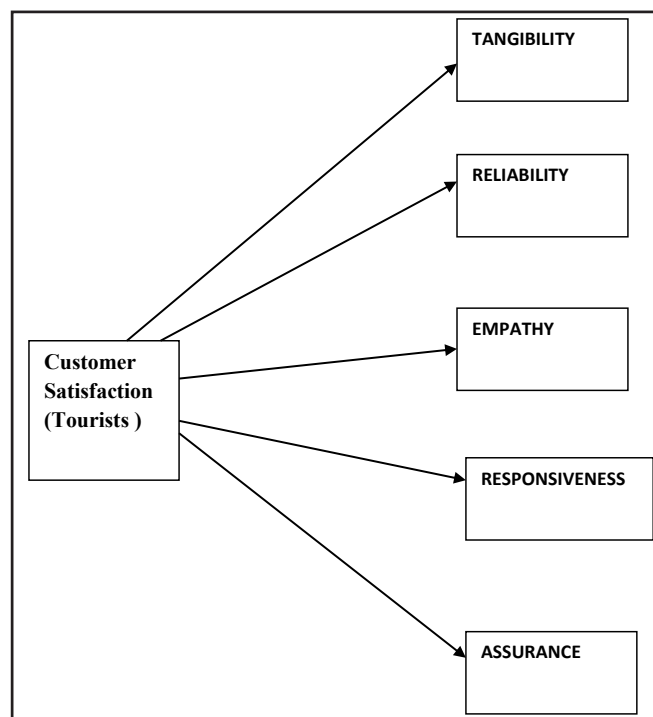 TANGIBILITY
RELIABILITY
EMPATHY
Customer
Satisfaction
(Tourists )
RESPONSIVENESS
ASSURANCE